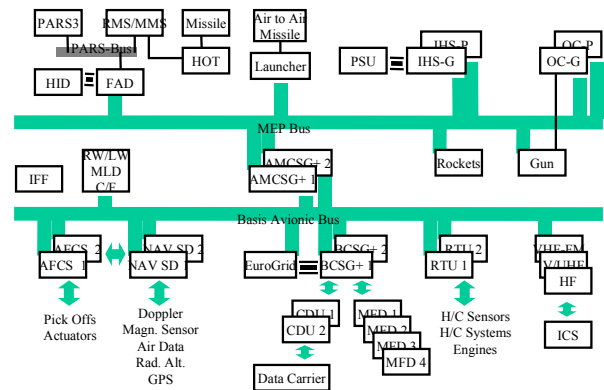 PARS3
RMS/MMS
Missile
Air to Air
Missile
IHS-P
OC-P
PARS-Bus
HOT
Launcher
PSU
IHS-G
OC-G
HID
FAD
MEP Bus
RW/LW
MLD
C/F
AMCSG+ 2
Rockets
Gun
IFF
AMCSG+ 1
Basis Avionic Bus
AFCS 2
NAV SD 2
BCSG+ 2
RTU 2
VHF-FM
AFCS 1
NAV SD 1
EuroGrid
BCSG+ 1
RTU 1
V/UHF
HF
Pick Offs
Actuators
Doppler
Magn. Sensor
Air Data
Rad. Alt.
GPS
CDU 1
CDU 2
MFD 1
MFD 2
MFD 3
MFD 4
H/C Sensors
H/C Systems
Engines
ICS
Data Carrier